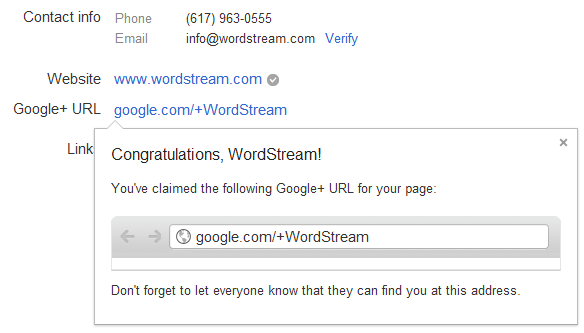 Contact info Phone (617) 963-0555
Email info@wordstream.com Verify
Website www.wordstream.com
Google+ URL google.com/+WordStream
Link
Congratulations, WordStream!
You've claimed the following Google+ URL for your page:
google.com/+WordStream
Don't forget to let everyone know that they can find you at this address.